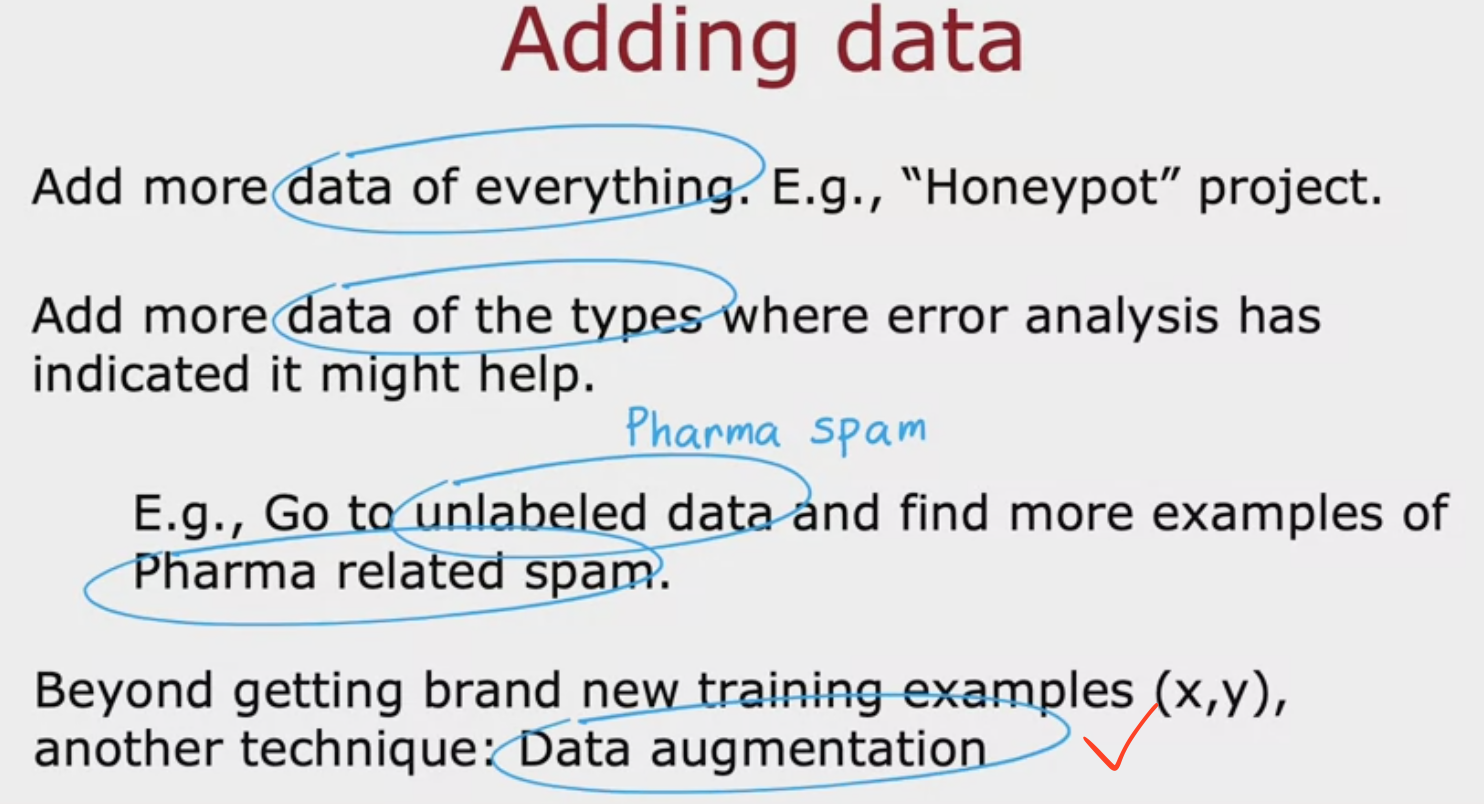 Adding data
Add more data of everything. E.g., “Honeypot” project.
Add more data of the types where error analysis has
indicated it might help.
Pharma spam
E.g., Go to unlabeled data and find more examples of
Pharma related spam.
Beyond getting brand new training examples (x,y),
another technique: Data augmentation